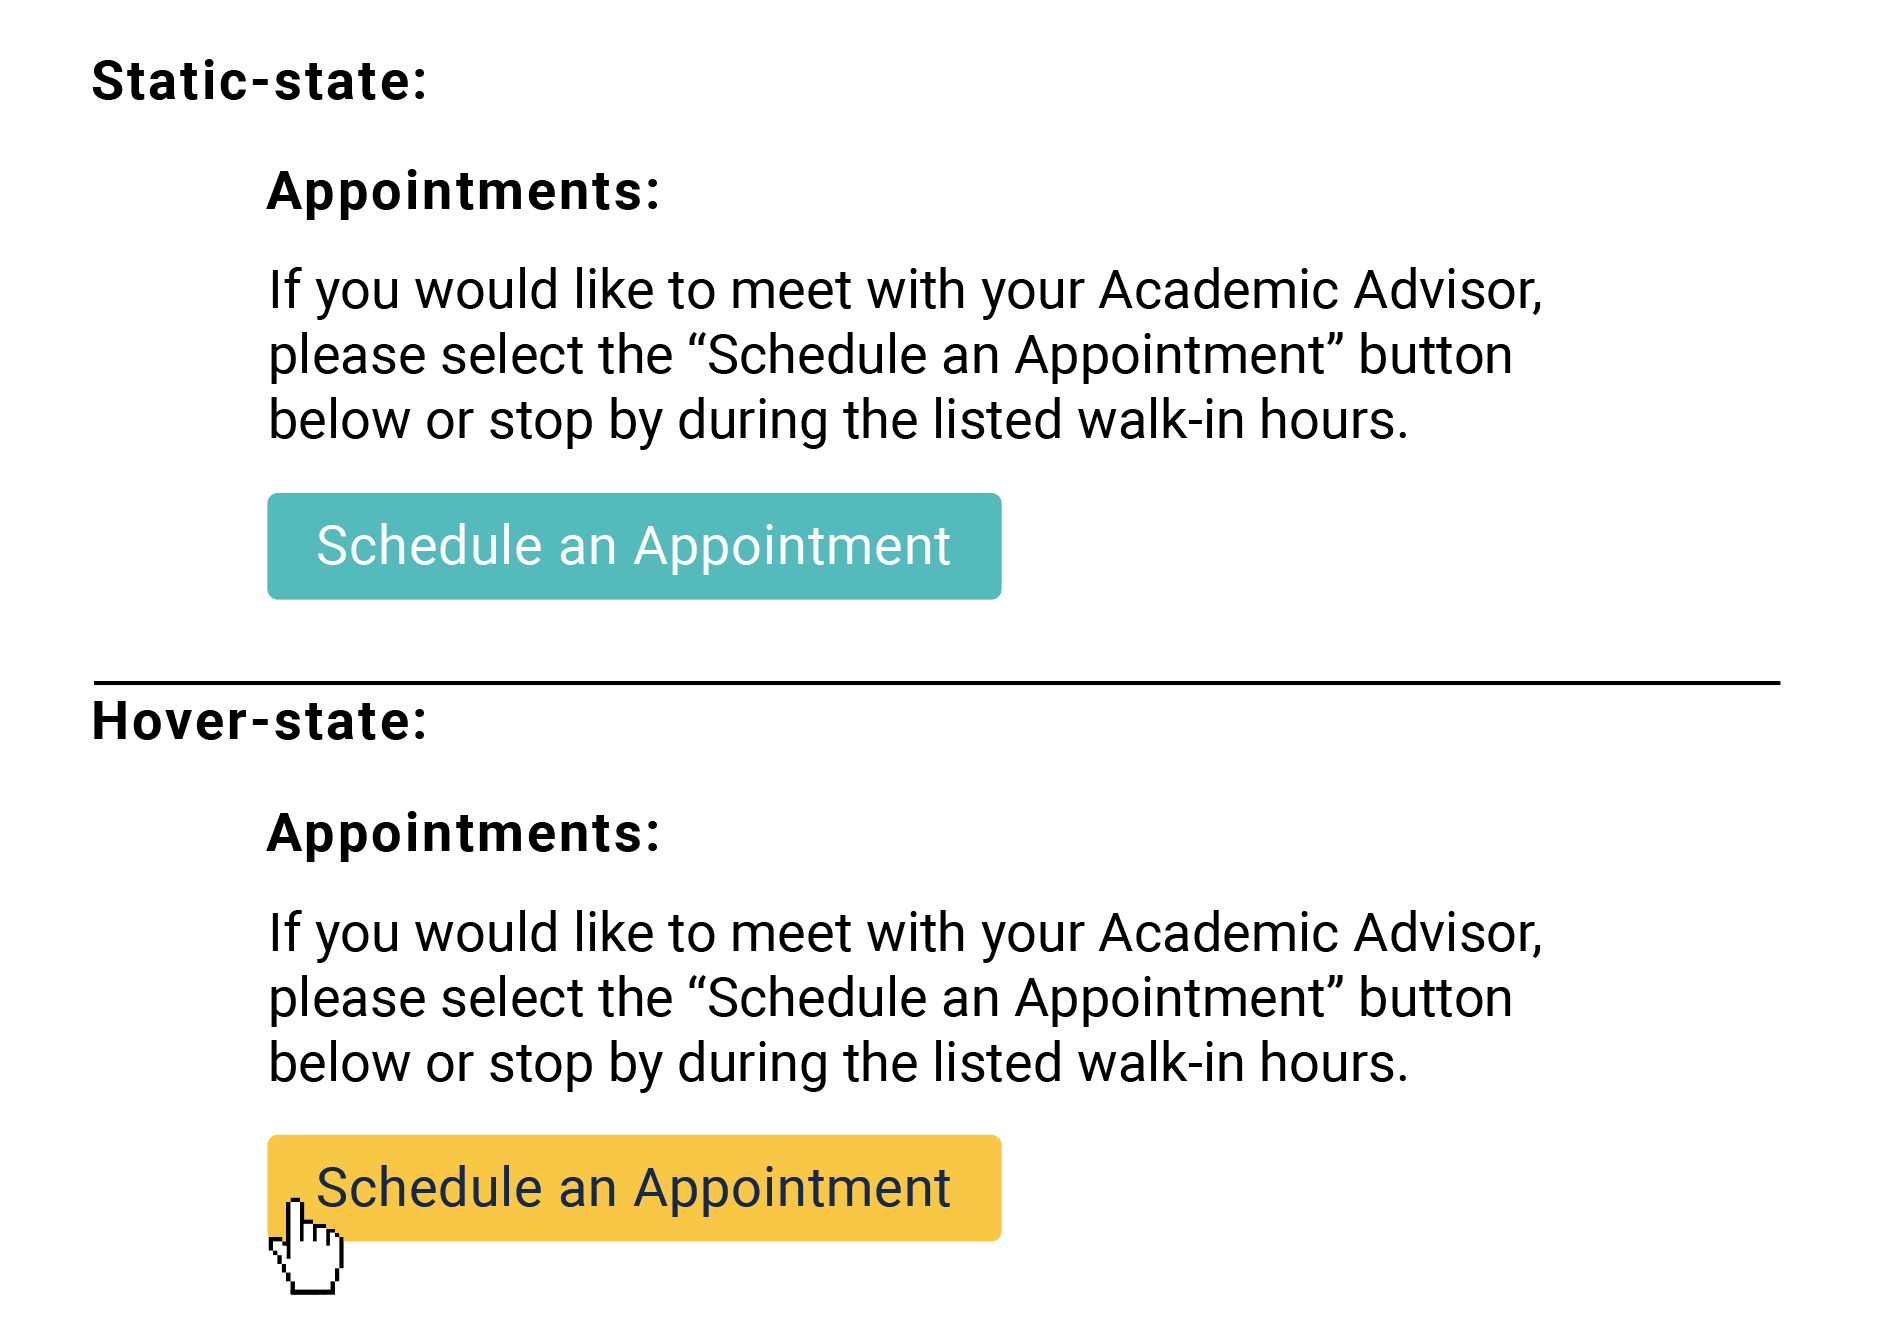 Static-state:
Appointments:
If you would like to meet with your Academic Advisor,
please select the “Schedule an Appointment” button
below or stop by during the listed walk-in hours.
Schedule an Appointment
Hover-state:
Appointments:
If you would like to meet with your Academic Advisor,
please select the “Schedule an Appointment” button
below or stop by during the listed walk-in hours.
Schedule an Appointment